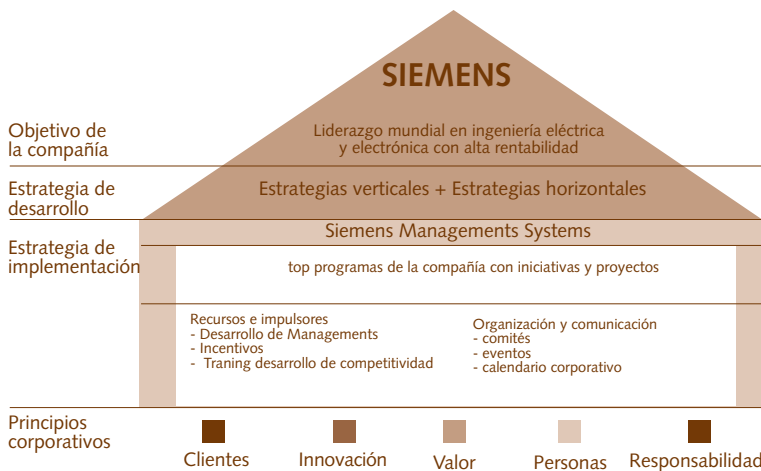 SIEMENS
Objetivo de
la compañía
Liderazgo mundial en ingeniería eléctrica
y electrónica con alta rentabilidad
Estrategia de
desarrollo
Estrategias verticales + Estrategias horizontales
Siemens Managements Systems
Estrategia de
implementación
top programas de la compañía con iniciativas y proyectos
Recursos e impulsores
- Desarrollo de Managements
- Incentivos
- Traning desarrollo de competitividad
Organización y comunicación
- comités
- eventos
- calendario corporativo
Principios
corporativos
Clientes
Innovación
Valor
Personas
Responsabilidad